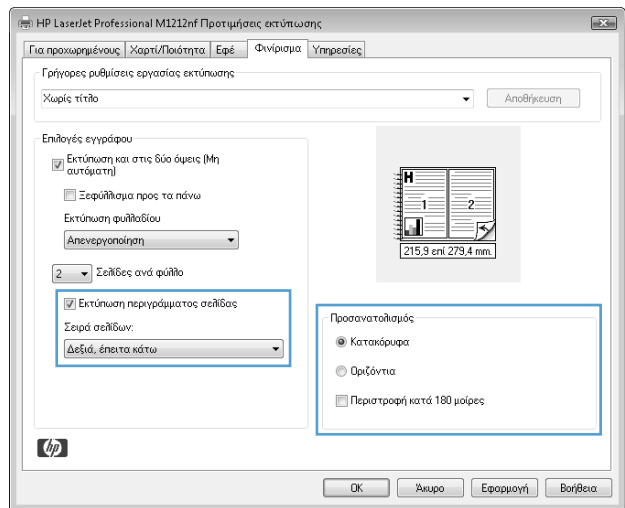 HP LaserJet Professional M1212nf Προτιμήσεις εκτύπωσης
Για προχωρημένους Χαρτί/Ποιότητα Εφέ Φινίρισμα Υπηρεσίες
Γρήγορες ρυθμίσεις εργασίας εκτύπωσης
Χωρίς τίτλο Αποθήκευση
Επιλογές εγγράφου
Εκτύπωση και στις δύο όψεις (Μη
αυτόματη)
Ξεφύλλισμα προς τα πάνω
Εκτύπωση φυλλαδίου
Απενεργοποίηση
2 Σελίδες ανά φύλλο
Εκτύπωση περιγράμματος σελίδας
Σειρά σελίδων:
Δεξιά, έπειτα κάτω
H
1 2
215,9 επί 279,4 mm.
Προσανατολισμός
Κατακόρυφα
Οριζόντια
Περιστροφή κατά 180 μοίρες
hp
OK Άκυρο Εφαρμογή Βοήθεια